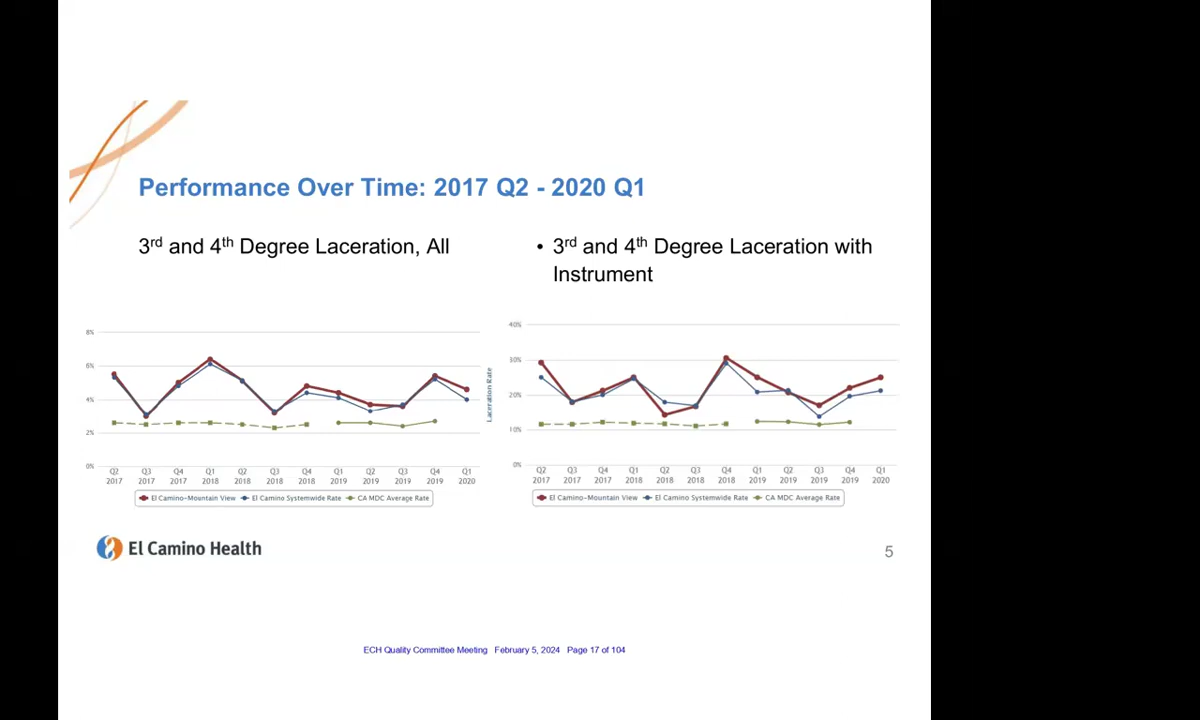 Performance Over Time: 2017 Q2 - 2020 Q1
3rd and 4th Degree Laceration, All
• 3rd and 4th Degree Laceration with
Instrument
8%
6%
4%
2%
0%
Q2 Q3 Q4 Q1 Q2 Q3 Q4 Q1 Q2 Q3 Q4 Q1
2017 2017 2017 2018 2018 2018 2018 2019 2019 2019 2019 2020
El Camino-Mountain View El Camino Systemwide Rate CA MDC Average Rate
Laceration Rate
40%
30%
20%
10%
0%
Q2 Q3 Q4 Q1 Q2 Q3 Q4 Q1 Q2 Q3 Q4 Q1
2017 2017 2017 2018 2018 2018 2018 2019 2019 2019 2019 2020
El Camino-Mountain View El Camino Systemwide Rate CA MDC Average Rate
El Camino Health
5
ECH Quality Committee Meeting February 5, 2024 Page 17 of 104